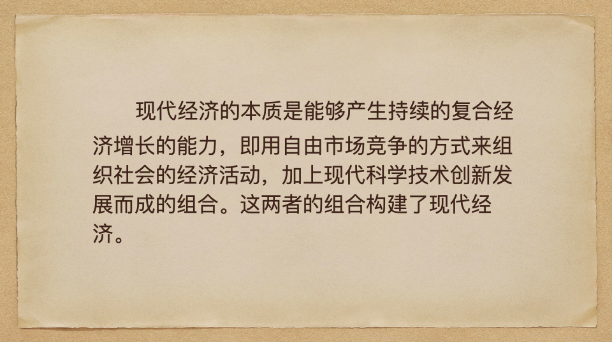 现代经济的本质是能够产生持续的复合经
济增长的能力，即用自由市场竞争的方式来组
织社会的经济活动，加上现代科学技术创新发
展而成的组合。这两者的组合构建了现代经
济。